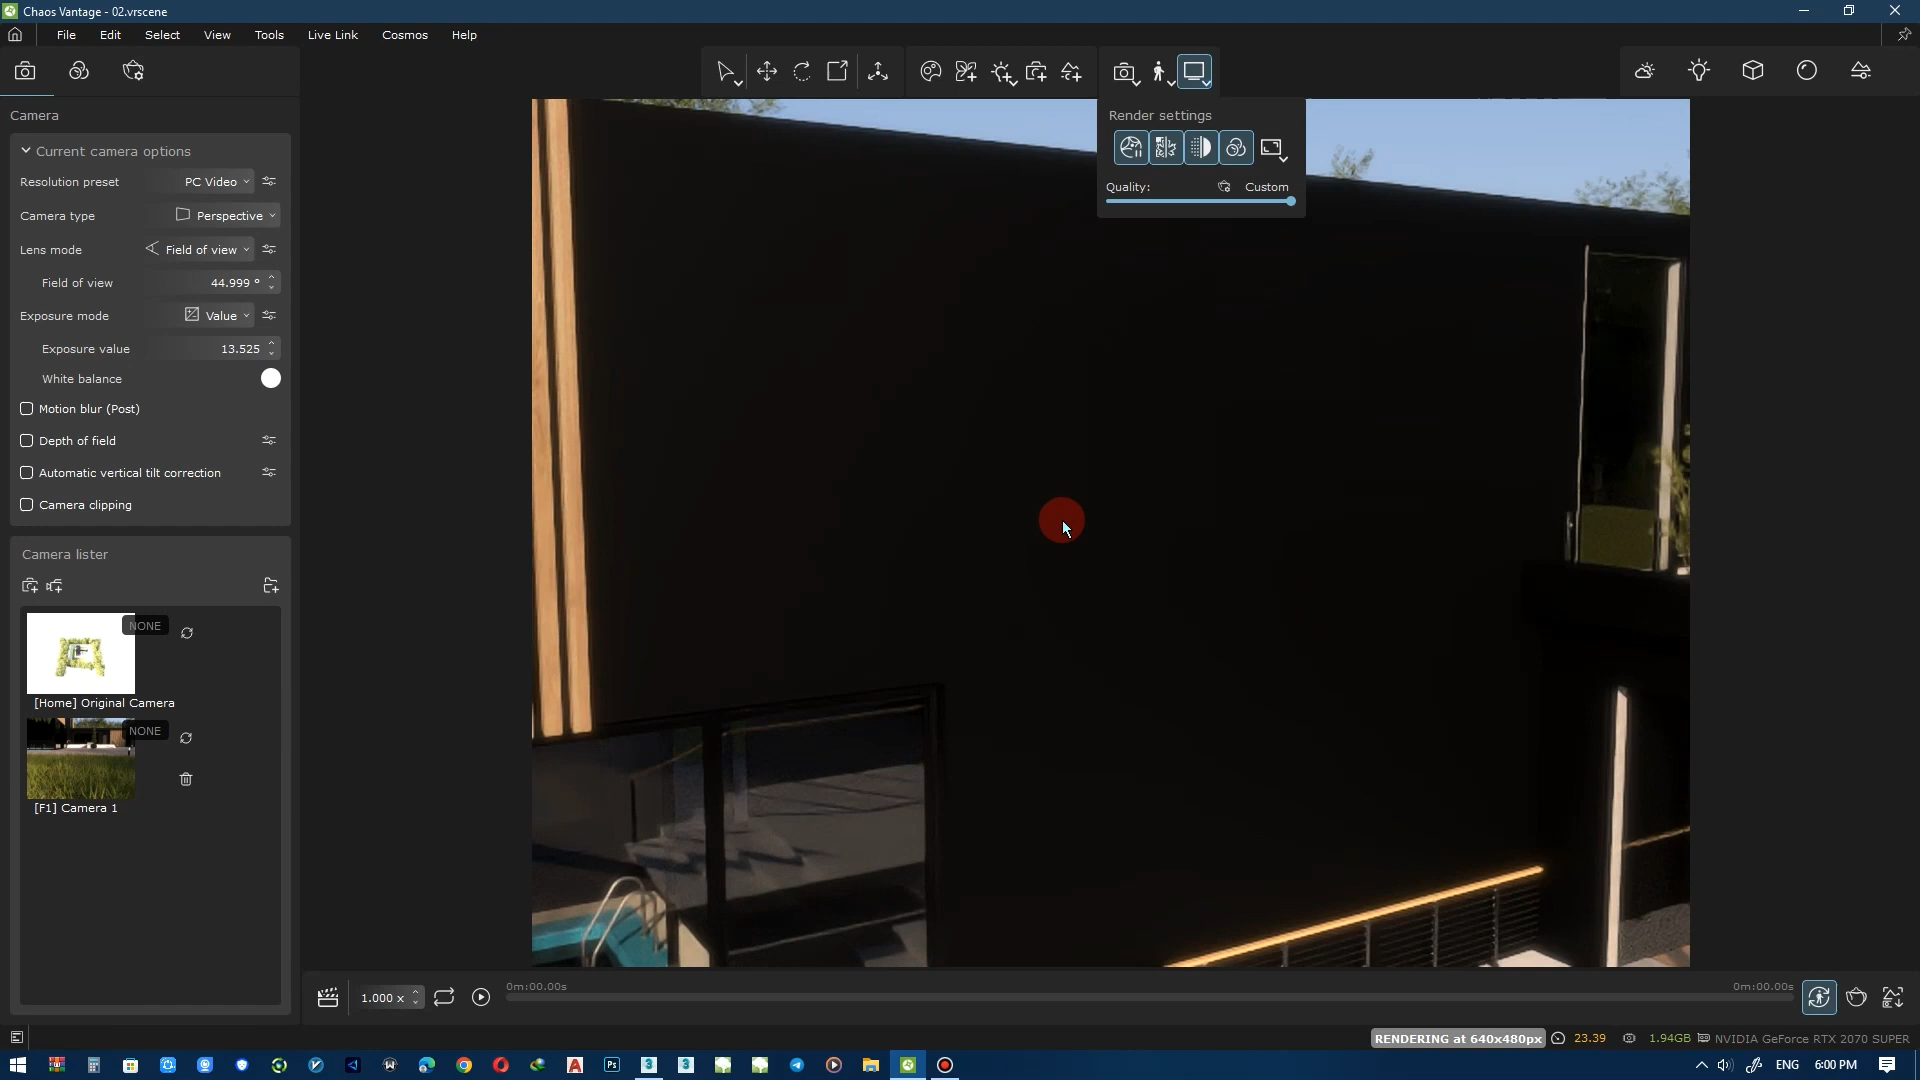 Chaos Vantage - 02.vrscene
File Edit Select View Tools Live Link Cosmos Help
Camera
Current camera options
Resolution preset PC Video
Camera type Perspective
Lens mode Field of view
Field of view 44.999 °
Exposure mode Value
Exposure value 13.525
White balance
Motion blur (Post)
Depth of field
Automatic vertical tilt correction
Camera clipping
Camera lister
NONE
[Home] Original Camera
NONE
[F1] Camera 1
Render settings
Quality: Custom
1.000 x
0m:00.00s
0m:00.00s
RENDERING at 640x480px 23.39 1.94GB NVIDIA GeForce RTX 2070 SUPER
ENG 6:00 PM